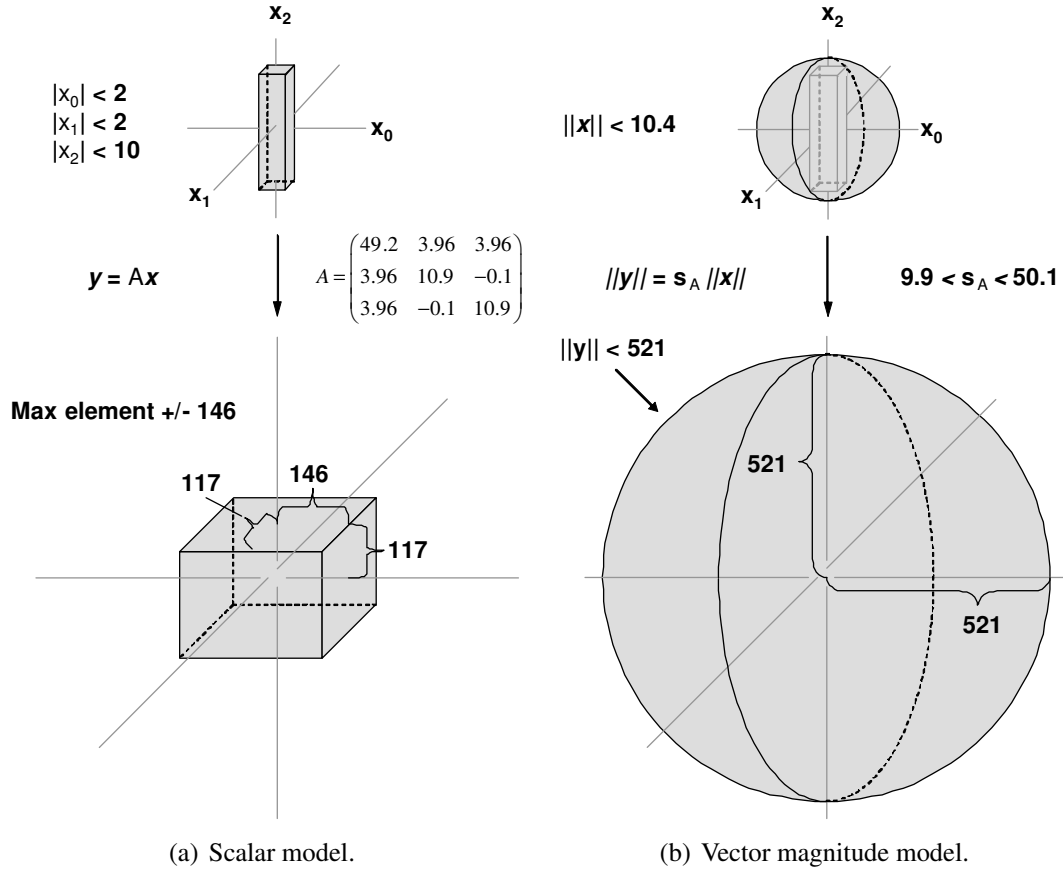 x₂
|x₀| < 2
|x₁| < 2
|x₂| < 10
x₀
x₁
y = Ax
A = (49.2 3.96 3.96
3.96 10.9 −0.1
3.96 −0.1 10.9)
Max element +/- 146
117
146
117
(a) Scalar model.
x₂
||x|| < 10.4
x₀
x₁
||y|| = s_A ||x||
9.9 < s_A < 50.1
||y|| < 521
521
521
(b) Vector magnitude model.